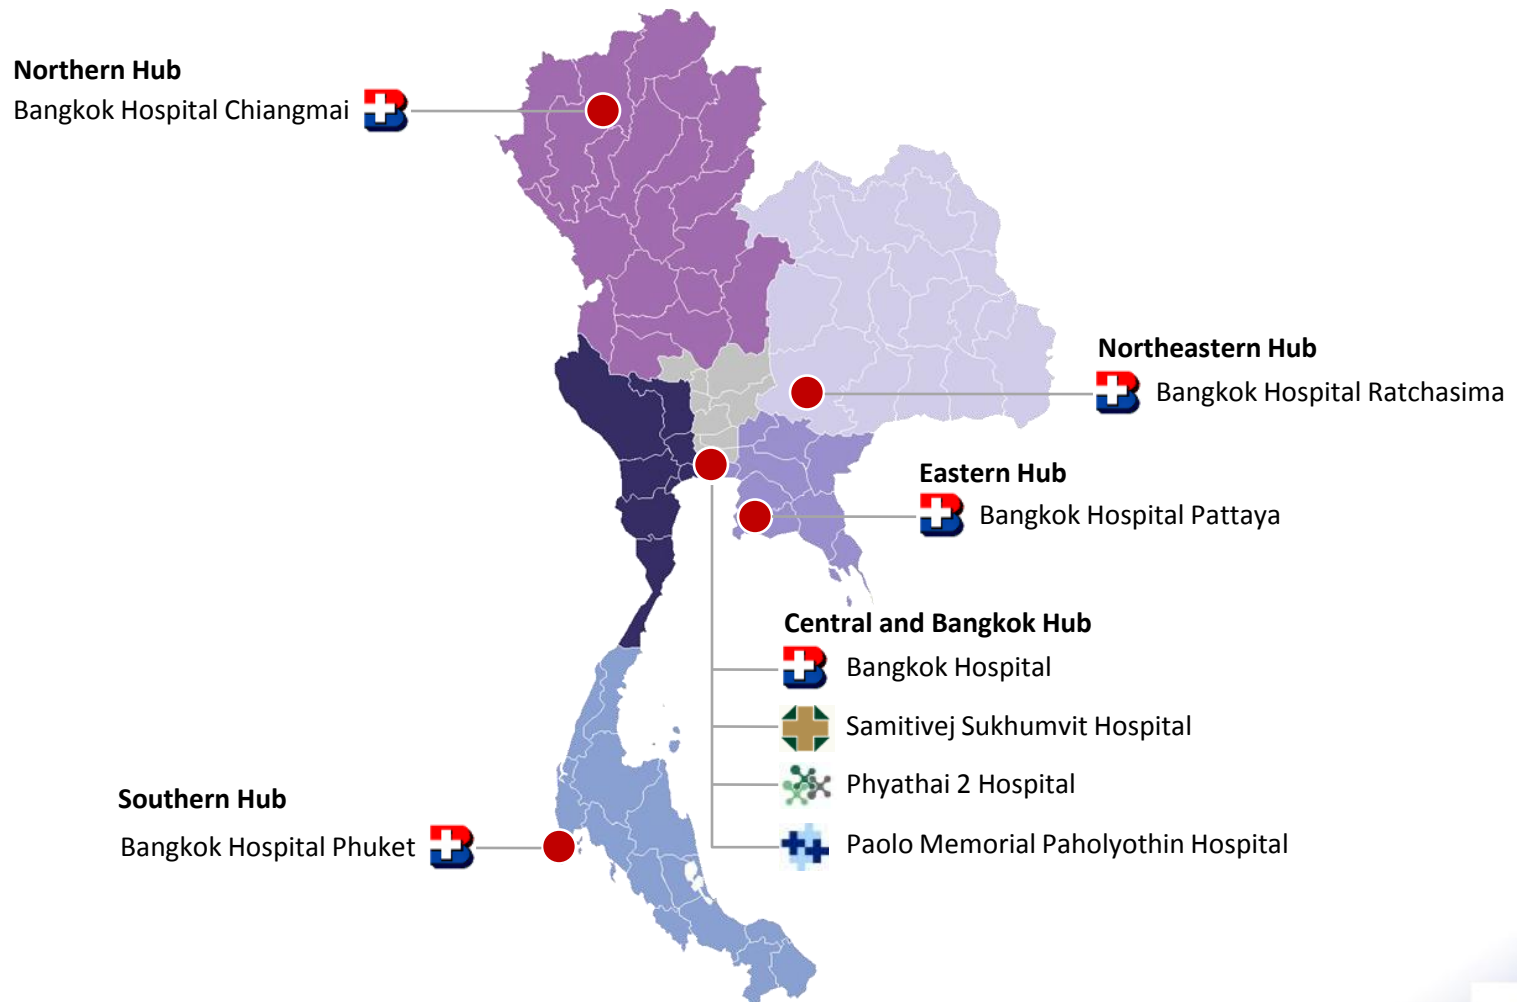 Northern Hub
Bangkok Hospital Chiangmai
Northeastern Hub
Bangkok Hospital Ratchasima
Eastern Hub
Bangkok Hospital Pattaya
Central and Bangkok Hub
Bangkok Hospital
Samitivej Sukhumvit Hospital
Phyathai 2 Hospital
Paolo Memorial Paholyothin Hospital
Southern Hub
Bangkok Hospital Phuket